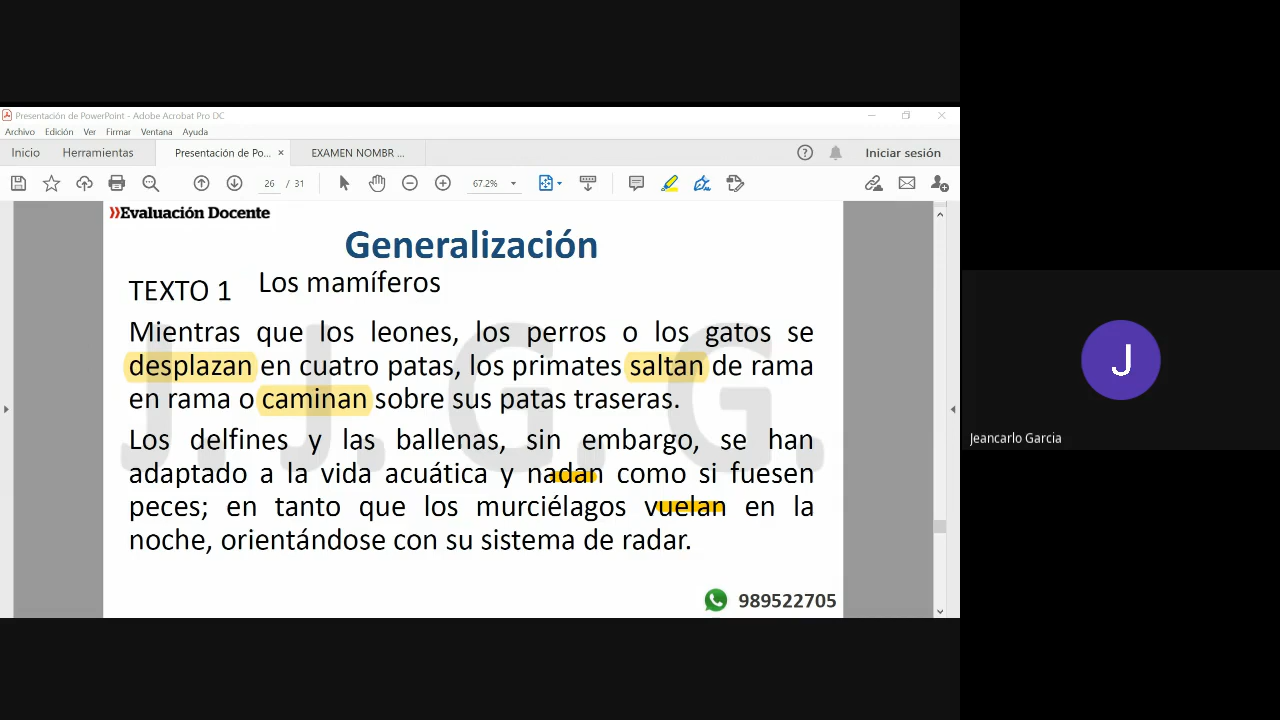 Presentación de PowerPoint - Adobe Acrobat Pro DC
Archivo Edición Ver Firmar Ventana Ayuda
Inicio Herramientas Presentación de Po... × EXAMEN NOMBR ... Iniciar sesión
26 / 31 67.2%
Evaluación Docente
Generalización
TEXTO 1 Los mamíferos
Mientras que los leones, los perros o los gatos se
desplazan en cuatro patas, los primates saltan de rama
en rama o caminan sobre sus patas traseras.
Los delfines y las ballenas, sin embargo, se han
adaptado a la vida acuática y nadan como si fuesen
peces; en tanto que los murciélagos vuelan en la
noche, orientándose con su sistema de radar.
J. J. G. G.
989522705
J
Jeancarlo Garcia